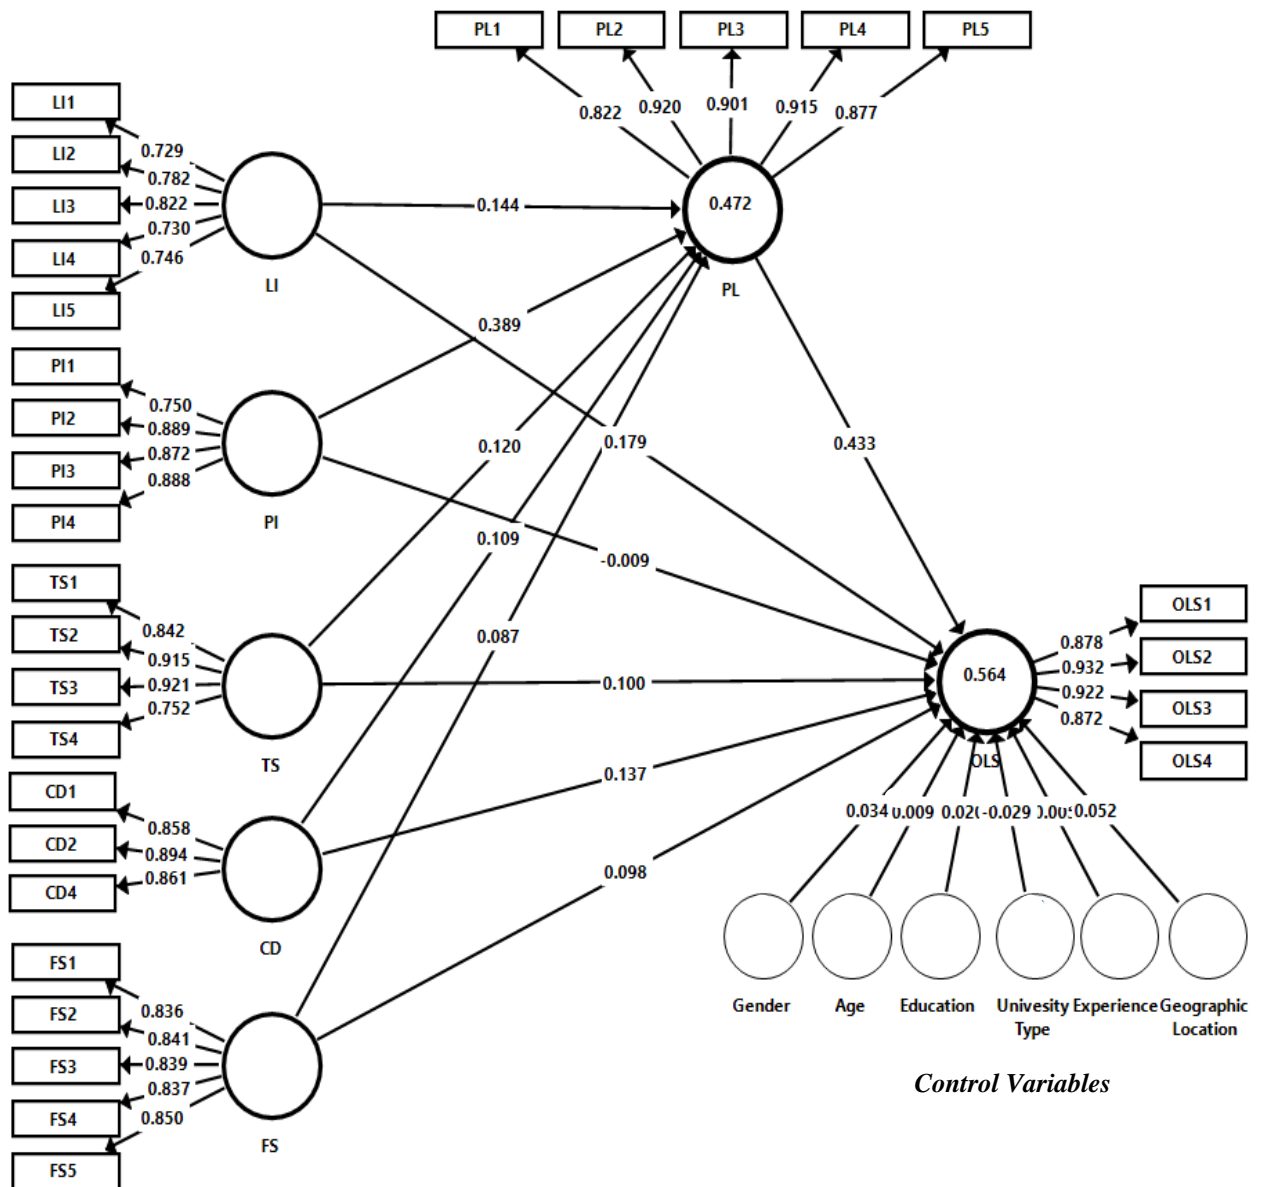 PL1 PL2 PL3 PL4 PL5
0.822 0.920 0.901 0.915 0.877
LI1
LI2
LI3
LI4
LI5
0.729
0.782
0.822
0.730
0.746
LI
0.144
0.472
PL
PI1
PI2
PI3
PI4
0.750
0.889
0.872
0.888
PI
0.389
0.120
0.179
0.433
0.109
-0.009
0.087
TS1
TS2
TS3
TS4
0.842
0.915
0.921
0.752
TS
0.100
0.137
0.098
0.564
OLS
0.878
0.932
0.922
0.872
OLS1
OLS2
OLS3
OLS4
CD1
CD2
CD4
0.858
0.894
0.861
CD
FS1
FS2
FS3
FS4
FS5
0.836
0.841
0.839
0.837
0.850
FS
0.034 0.009 -0.029 0.052
Gender Age Education Univesity Experience Geographic
Type Location
Control Variables